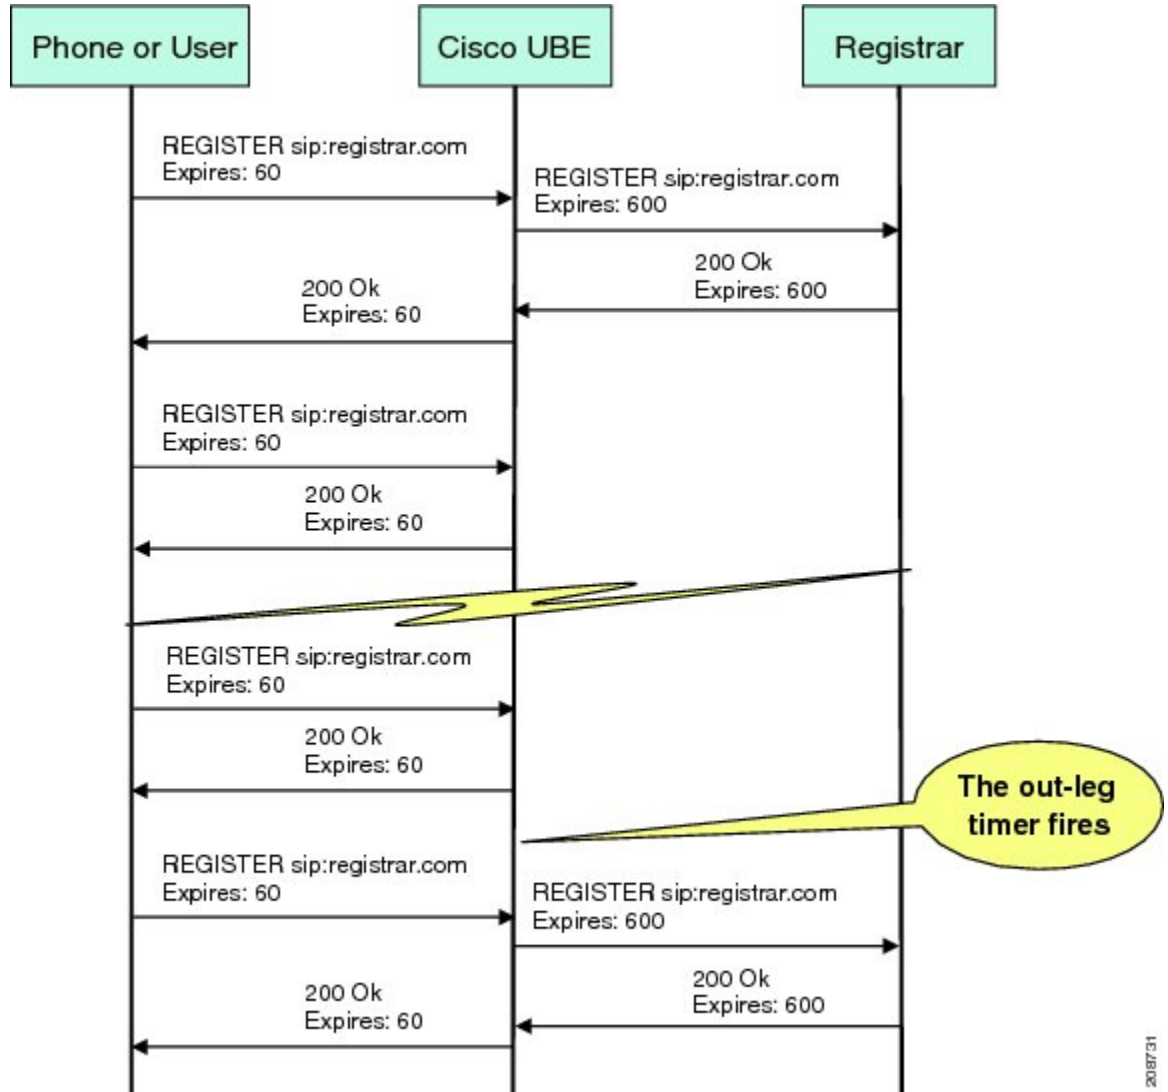 Phone or User
Cisco UBE
Registrar
REGISTER sip:registrar.com
Expires: 60
REGISTER sip:registrar.com
Expires: 600
200 Ok
Expires: 600
200 Ok
Expires: 60
REGISTER sip:registrar.com
Expires: 60
200 Ok
Expires: 60
REGISTER sip:registrar.com
Expires: 60
200 Ok
Expires: 60
The out-leg
timer fires
REGISTER sip:registrar.com
Expires: 60
REGISTER sip:registrar.com
Expires: 600
200 Ok
Expires: 600
200 Ok
Expires: 60
208731